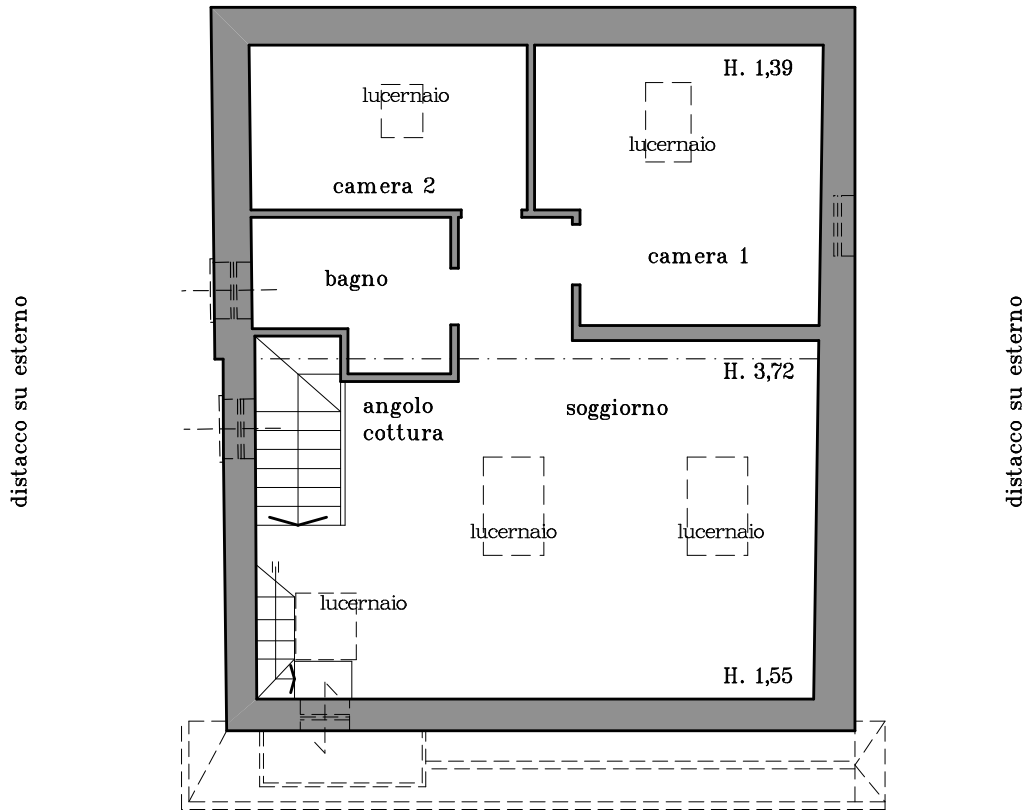 H. 1,39
lucernaio
lucernaio
camera 2
camera 1
bagno
distacco su esterno
distacco su esterno
H. 3,72
angolo
cottura
soggiorno
lucernaio
lucernaio
lucernaio
H. 1,55